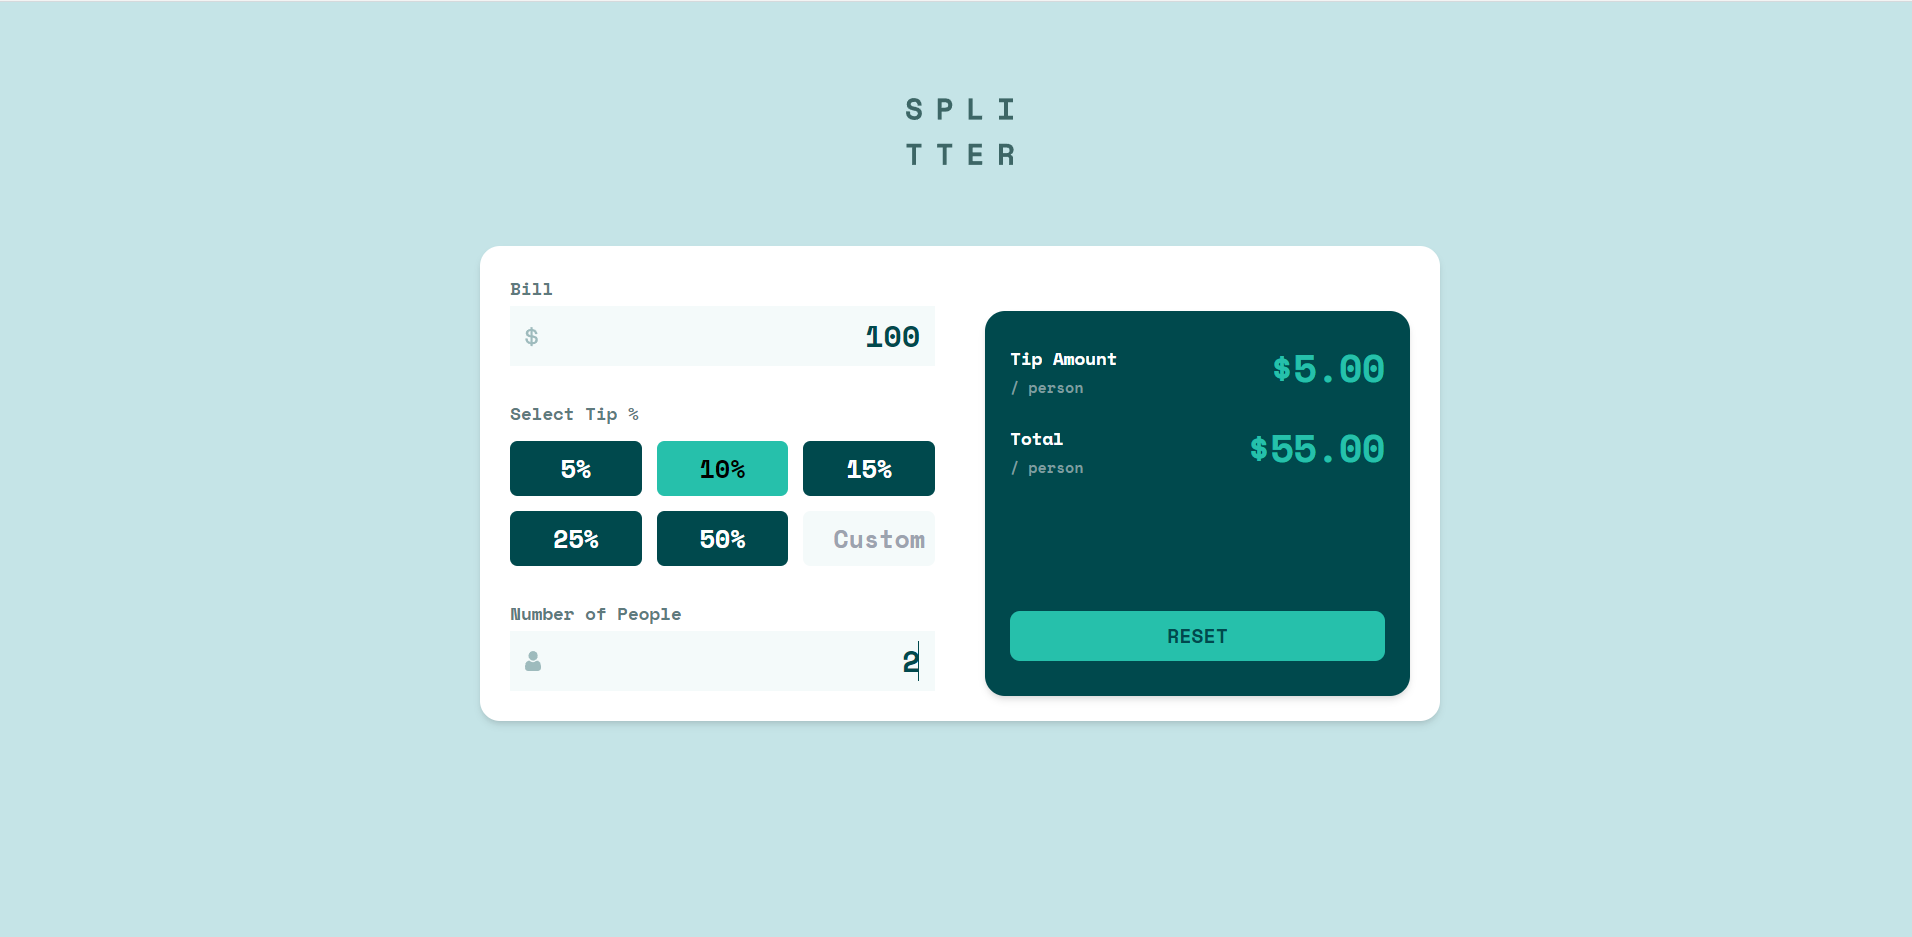 SPLI
TTER
Bill
$ 100
Select Tip %
5% 10% 15%
25% 50% Custom
Number of People
2
Tip Amount
/ person
$5.00
Total
/ person
$55.00
RESET